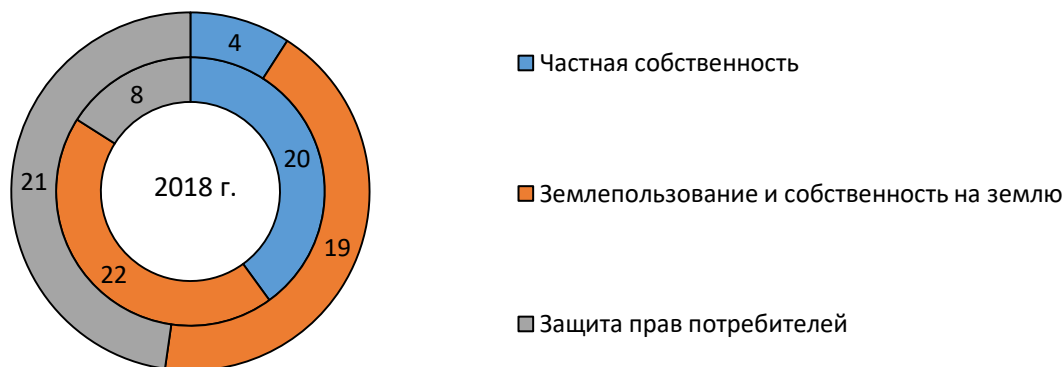 4
8
20
21
2018 г.
19
22
Частная собственность
Землепользование и собственность на землю
Защита прав потребителей